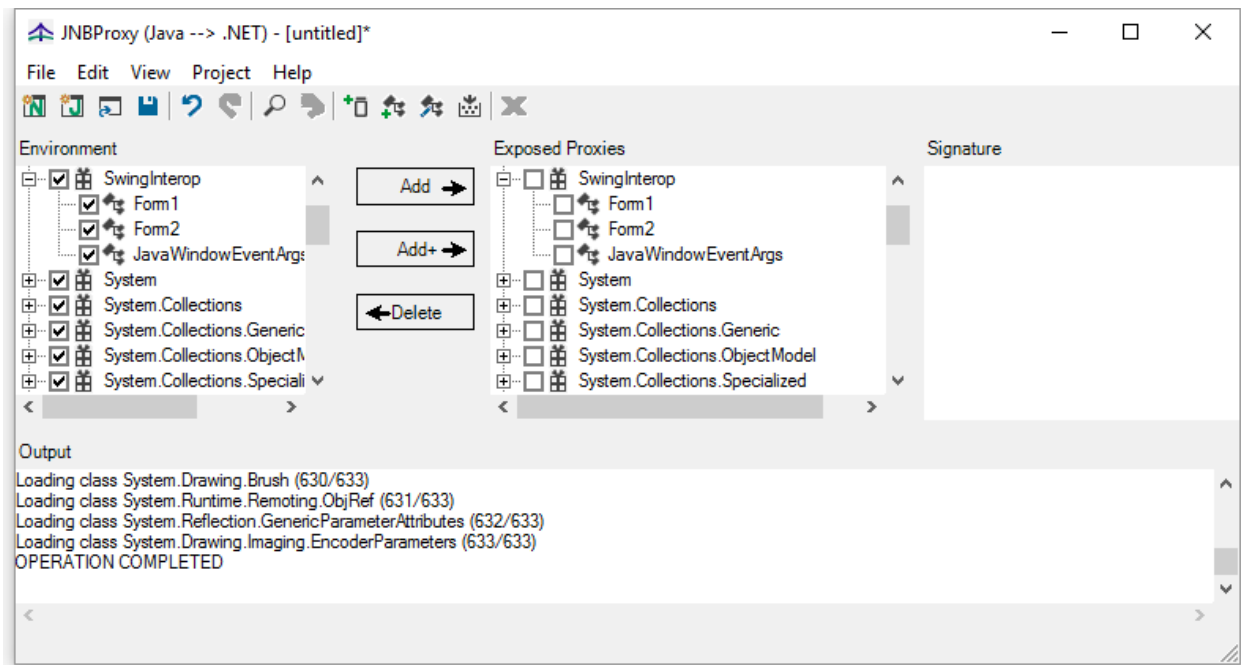 JNBProxy (Java --> .NET) - [untitled]*
File Edit View Project Help
Environment
SwingInterop
Form1
Form2
JavaWindowEventArgs
System
System.Collections
System.Collections.Generic
System.Collections.ObjectM
System.Collections.Speciali
Add
Add+
Delete
Exposed Proxies
SwingInterop
Form1
Form2
JavaWindowEventArgs
System
System.Collections
System.Collections.Generic
System.Collections.ObjectModel
System.Collections.Specialized
Signature
Output
Loading class System.Drawing.Brush (630/633)
Loading class System.Runtime.Remoting.ObjRef (631/633)
Loading class System.Reflection.GenericParameterAttributes (632/633)
Loading class System.Drawing.Imaging.EncoderParameters (633/633)
OPERATION COMPLETED